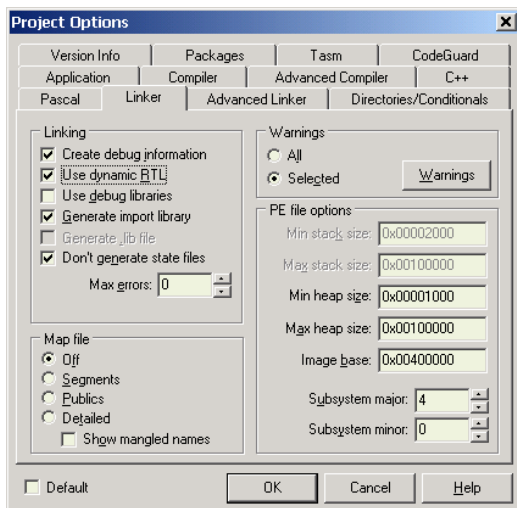 Project Options
Version Info Packages Tasm CodeGuard
Application Compiler Advanced Compiler C++
Pascal Linker Advanced Linker Directories/Conditionals
Linking
Create debug information
Use dynamic RTL
Use debug libraries
Generate import library
Generate .lib file
Don't generate state files
Max errors: 0
Map file
Off
Segments
Publics
Detailed
Show mangled names
Warnings
All
Selected
Warnings
PE file options
Min stack size: 0x00002000
Max stack size: 0x00100000
Min heap size: 0x00001000
Max heap size: 0x00100000
Image base: 0x00400000
Subsystem major: 4
Subsystem minor: 0
Default OK Cancel Help